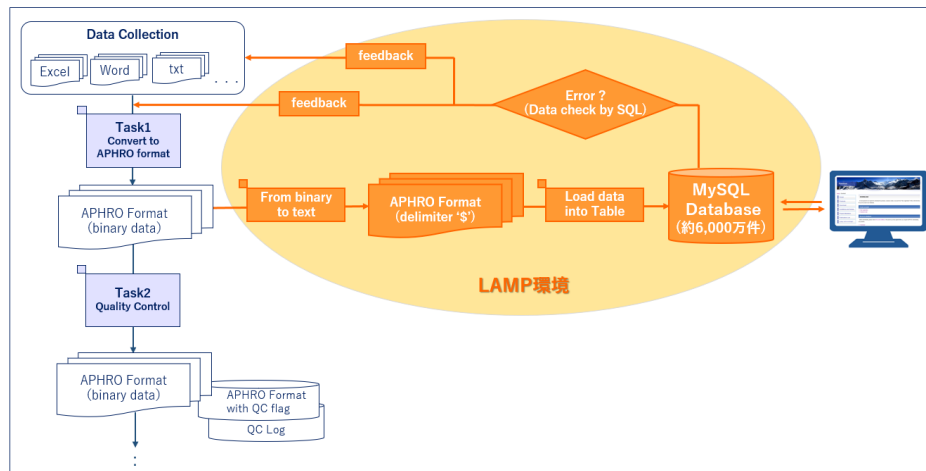 Data Collection
Excel
Word
txt
. . .
feedback
feedback
Error ?
(Data check by SQL)
Task1
Convert to
APHRO format
APHRO Format
(binary data)
From binary
to text
APHRO Format
(delimiter ‘$’)
Load data
into Table
MySQL
Database
(約6,000万件)
LAMP環境
Task2
Quality Control
APHRO Format
(binary data)
APHRO Format
with QC flag
QC Log
: